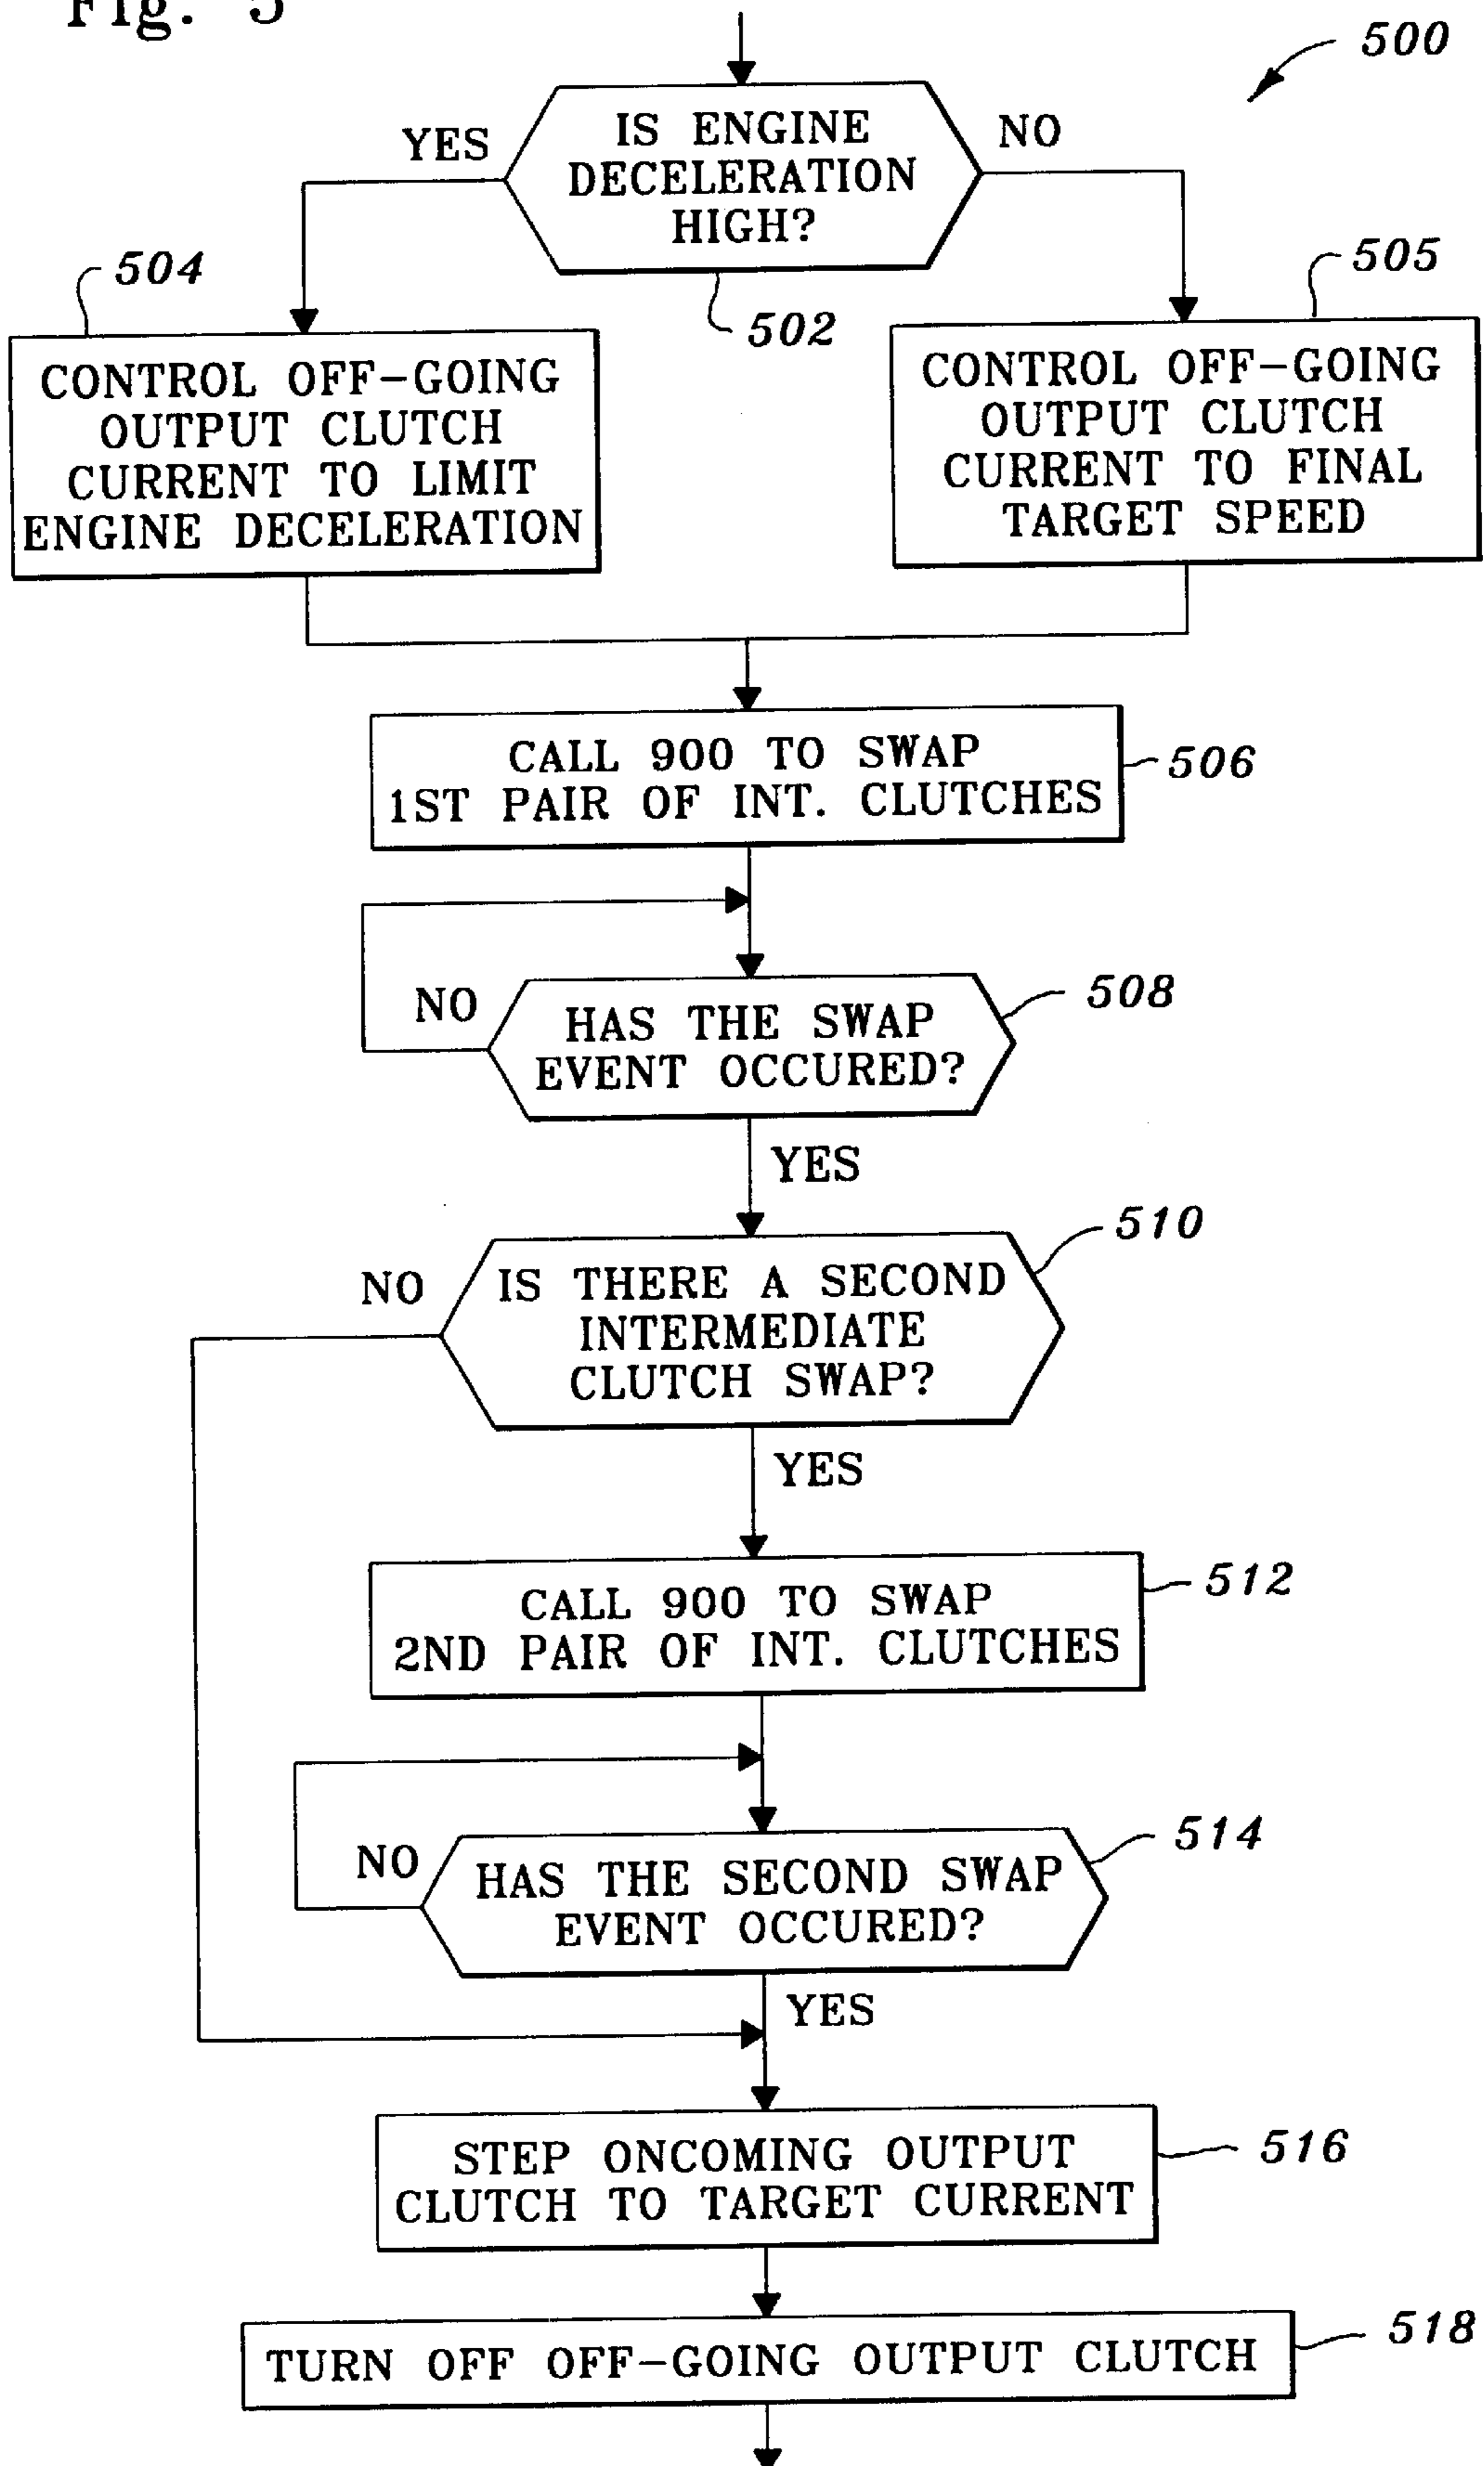 Fig. 5
500
IS ENGINE
DECELERATION
HIGH?
YES
NO
502
504
CONTROL OFF-GOING
OUTPUT CLUTCH
CURRENT TO LIMIT
ENGINE DECELERATION
505
CONTROL OFF-GOING
OUTPUT CLUTCH
CURRENT TO FINAL
TARGET SPEED
CALL 900 TO SWAP
1ST PAIR OF INT. CLUTCHES
506
HAS THE SWAP
EVENT OCCURED?
508
NO
YES
IS THERE A SECOND
INTERMEDIATE
CLUTCH SWAP?
510
NO
YES
CALL 900 TO SWAP
2ND PAIR OF INT. CLUTCHES
512
HAS THE SECOND SWAP
EVENT OCCURED?
514
NO
YES
STEP ONCOMING OUTPUT
CLUTCH TO TARGET CURRENT
516
TURN OFF OFF-GOING OUTPUT CLUTCH
518